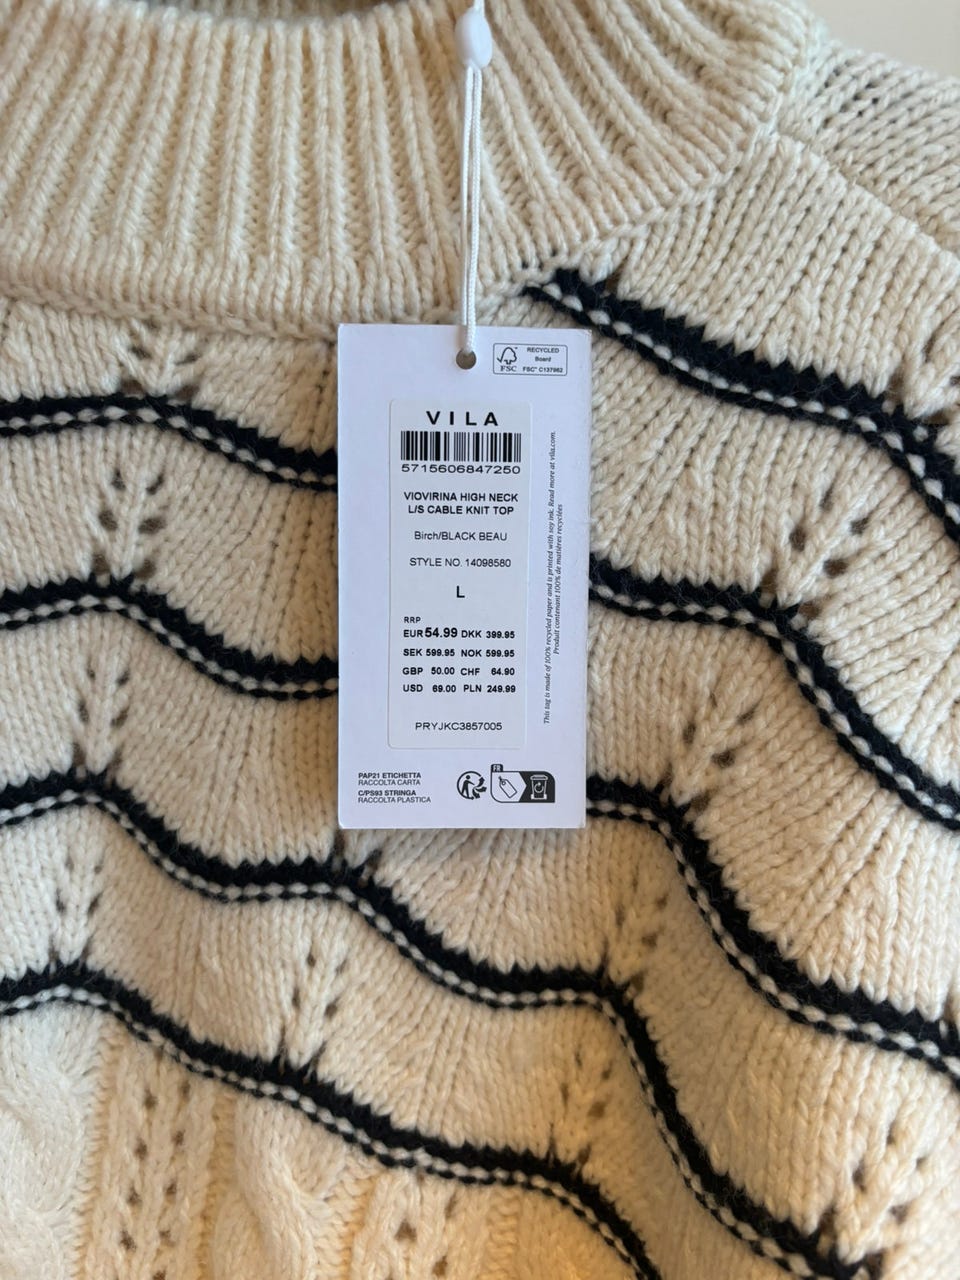 RECYCLED
Board
FSC FSC® C137962
VILA
5715606847250
VIOVIRINA HIGH NECK
L/S CABLE KNIT TOP
Birch/BLACK BEAU
STYLE NO. 14098580
L
RRP
EUR 54.99 DKK 399.95
SEK 599.95 NOK 599.95
GBP 50.00 CHF 64.90
USD 69.00 PLN 249.99
PRYJKC3857005
This tag is made of 100% recycled paper and is printed with soy ink. Read more at vila.com.
Produit contenant 100% de matières recyclées
PAP21 ETICHETTA
RACCOLTA CARTA
C/PS93 STRINGA
RACCOLTA PLASTICA
FR